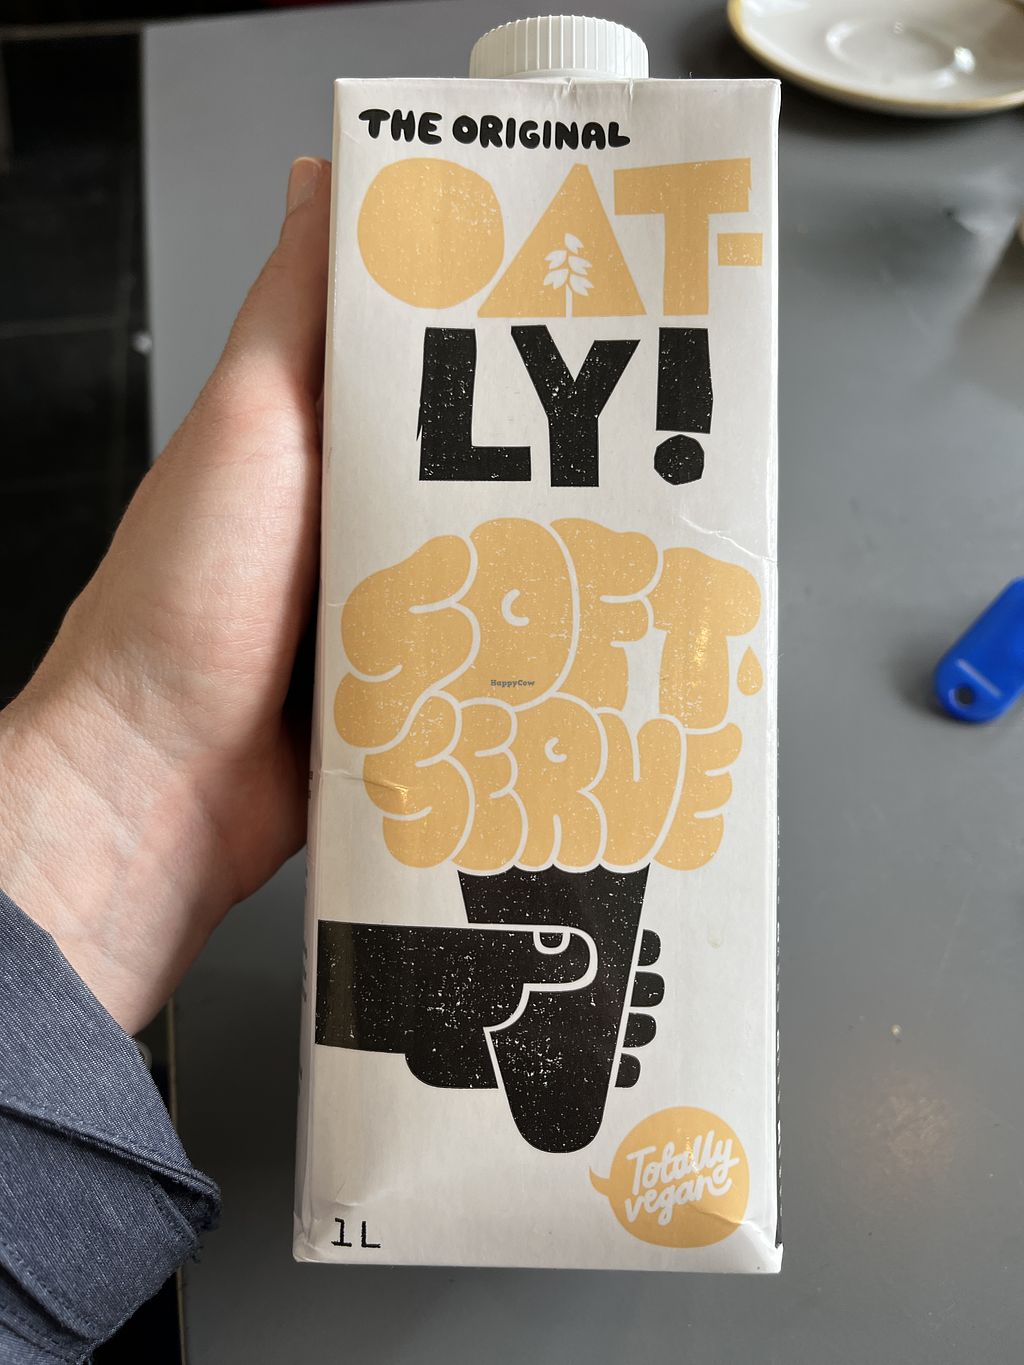 THE ORIGINAL
OAT-
LY!
SOFT
SERVE
HappyCow
Totally
vegan
1L